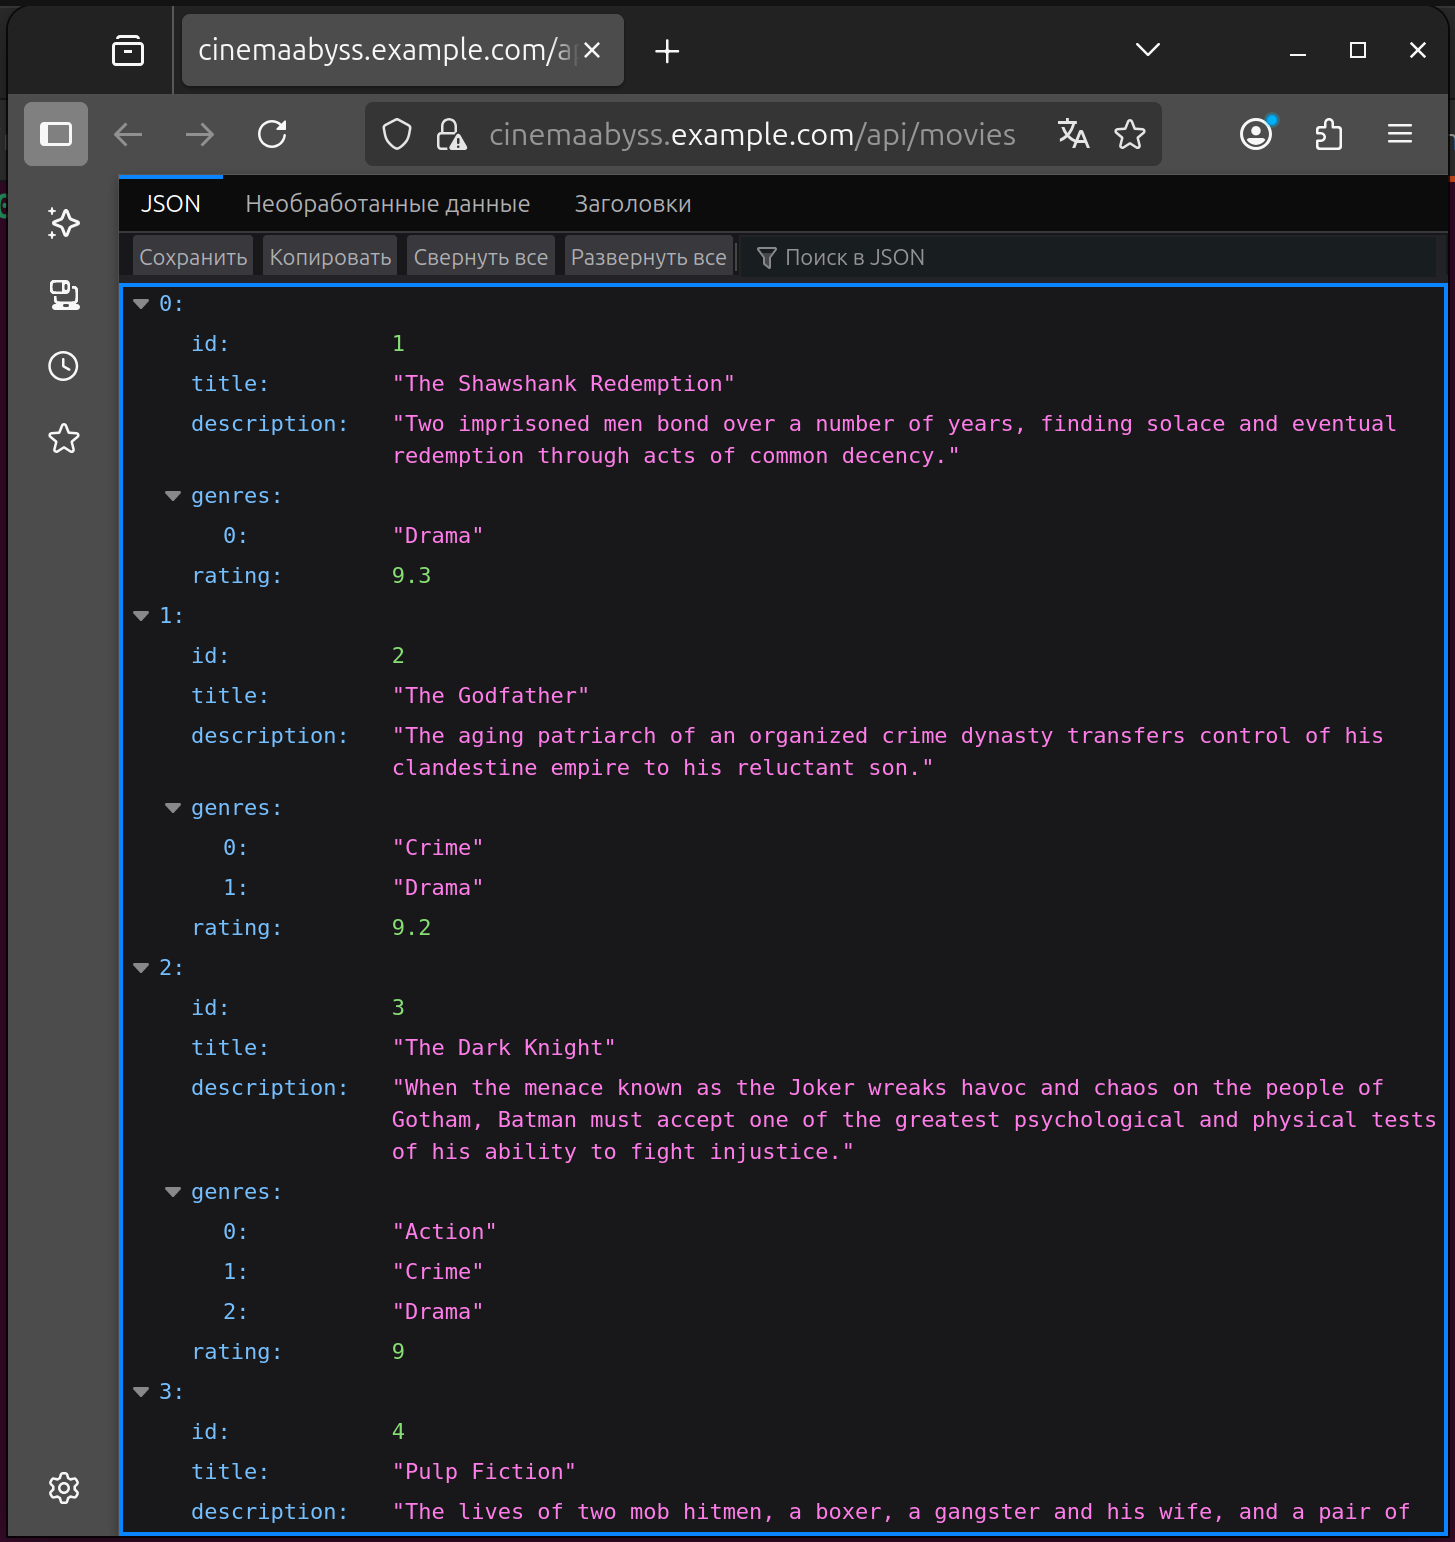 cinemaabyss.example.com/a
cinemaabyss.example.com/api/movies
JSON Необработанные данные Заголовки
Сохранить Копировать Свернуть все Развернуть все Поиск в JSON
0:
id: 1
title: "The Shawshank Redemption"
description: "Two imprisoned men bond over a number of years, finding solace and eventual
redemption through acts of common decency."
genres:
0: "Drama"
rating: 9.3
1:
id: 2
title: "The Godfather"
description: "The aging patriarch of an organized crime dynasty transfers control of his
clandestine empire to his reluctant son."
genres:
0: "Crime"
1: "Drama"
rating: 9.2
2:
id: 3
title: "The Dark Knight"
description: "When the menace known as the Joker wreaks havoc and chaos on the people of
Gotham, Batman must accept one of the greatest psychological and physical tests
of his ability to fight injustice."
genres:
0: "Action"
1: "Crime"
2: "Drama"
rating: 9
3:
id: 4
title: "Pulp Fiction"
description: "The lives of two mob hitmen, a boxer, a gangster and his wife, and a pair of